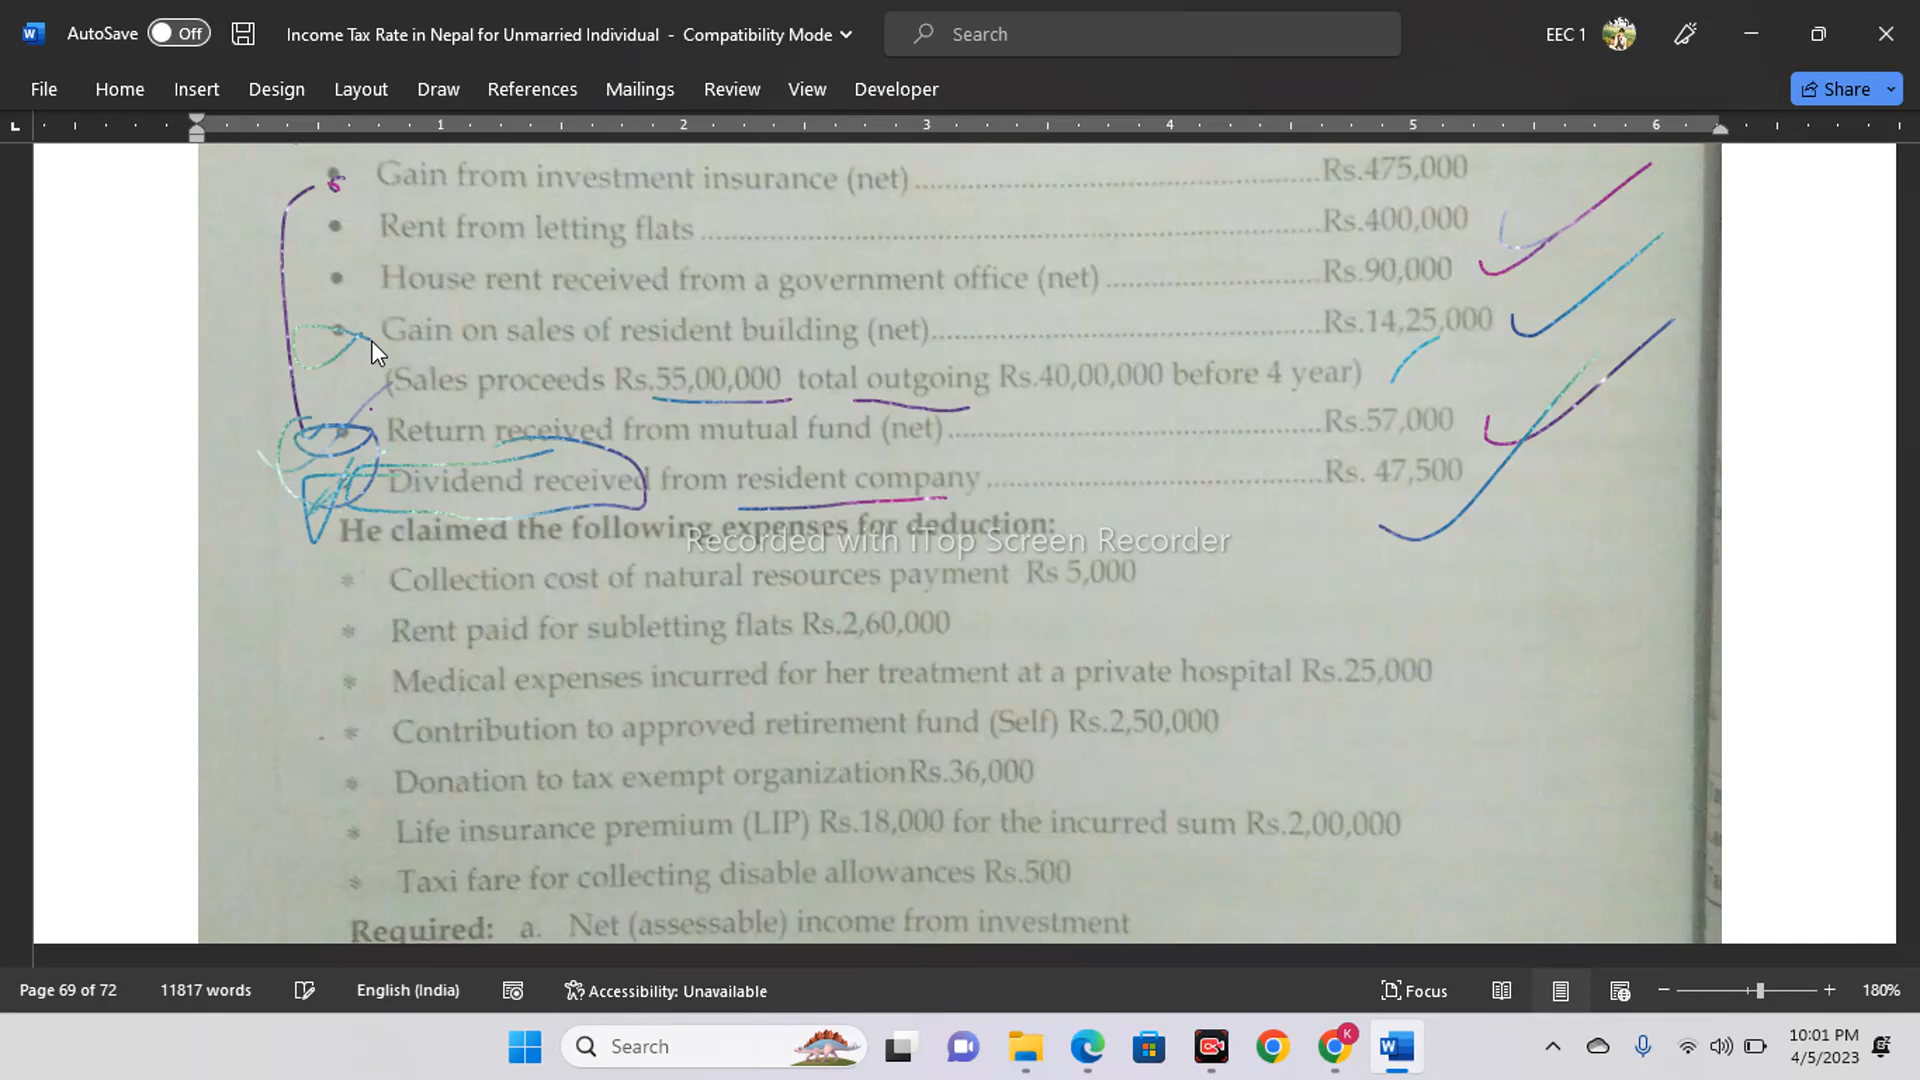 AutoSave Off Income Tax Rate in Nepal for Unmarried Individual - Compatibility Mode Search EEC 1
File Home Insert Design Layout Draw References Mailings Review View Developer Share
L 1 2 3 4 5 6
Gain from investment insurance (net) Rs.475,000
Rent from letting flats Rs.400,000
House rent received from a government office (net) Rs.90,000
Gain on sales of resident building (net) Rs.14,25,000
(Sales proceeds Rs.55,00,000 total outgoing Rs.40,00,000 before 4 year)
Return received from mutual fund (net) Rs.57,000
Dividend received from resident company Rs. 47,500
He claimed the following expenses for deduction:
Recorded with iTop Screen Recorder
* Collection cost of natural resources payment Rs 5,000
* Rent paid for subletting flats Rs.2,60,000
* Medical expenses incurred for her treatment at a private hospital Rs.25,000
* Contribution to approved retirement fund (Self) Rs.2,50,000
* Donation to tax exempt organization Rs.36,000
* Life insurance premium (LIP) Rs.18,000 for the incurred sum Rs.2,00,000
* Taxi fare for collecting disable allowances Rs.500
Required: a. Net (assessable) income from investment
Page 69 of 72 11817 words English (India) Accessibility: Unavailable Focus 180%
Search K 10:01 PM
4/5/2023